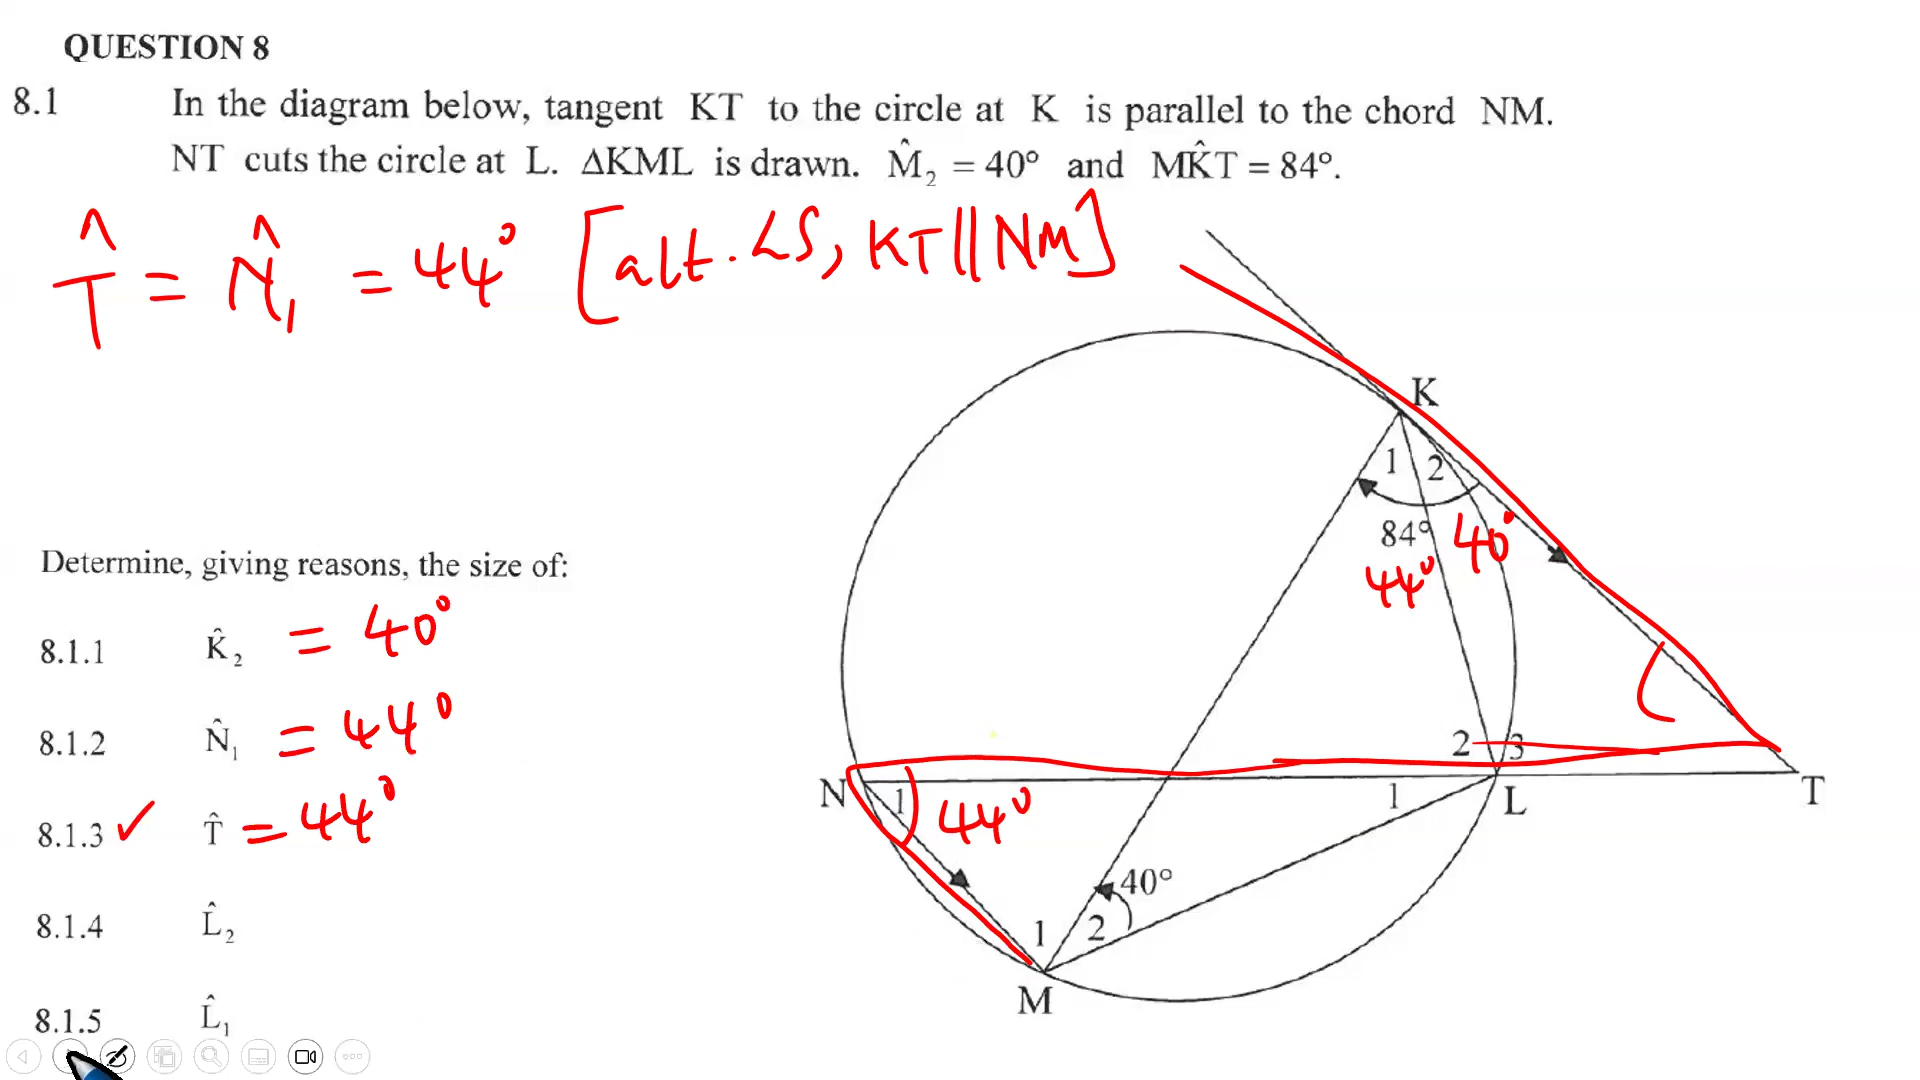 QUESTION 8
8.1 In the diagram below, tangent KT to the circle at K is parallel to the chord NM.
NT cuts the circle at L. ΔKML is drawn. M̂₂ = 40° and MK̂T = 84°.
T̂ = N̂₁ = 44° [alt. ∠s, KT||NM]
K
1 2
84° 40°
44°
Determine, giving reasons, the size of:
8.1.1 K̂₂ = 40°
8.1.2 N̂₁ = 44°
8.1.3 ✓ T̂ = 44°
8.1.4 L̂₂
8.1.5 L̂₁
2 3
N 1 44° 1 L T
40°
1 2
M